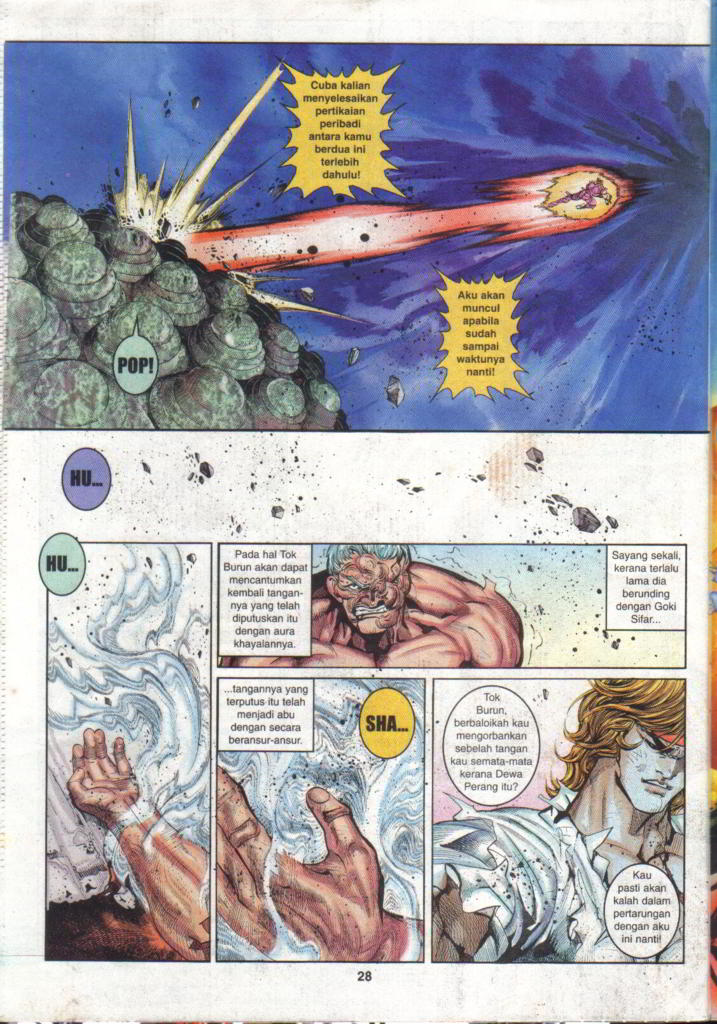 Cuba kalian
menyelesaikan
pertikaian
peribadi
antara kamu
berdua ini
terlebih
dahulu!
Aku akan
muncul
apabila
sudah
sampai
waktunya
nanti!
POP!
HU...
HU...
Pada hal Tok
Burun akan dapat
mencantumkan
kembali tangan-
nya yang telah
diputuskan itu
dengan aura
khayalannya.
Sayang sekali,
kerana terlalu
lama dia
berunding
dengan Goki
Sifar...
...tangannya yang
terputus itu telah
menjadi abu
dengan secara
beransur-ansur.
SHA...
Tok
Burun,
berbaloikah kau
mengorbankan
sebelah tangan
kau semata-mata
kerana Dewa
Perang itu?
Kau
pasti akan
kalah dalam
pertarungan
dengan aku
ini nanti!
28